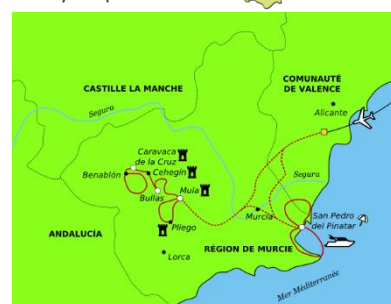 CASTILLE LA MANCHE
COMMUNAUTÉ
DE VALENCE
Alicante
Segura
Caravaca
de la Cruz
Cehegín
Benablón
Mula
Bullas
Segura
Murcia
San Pedro
del Pinatar
Pliego
ANDALUCÍA
RÉGION DE MURCIE
Lorca
Mer Méditerranée